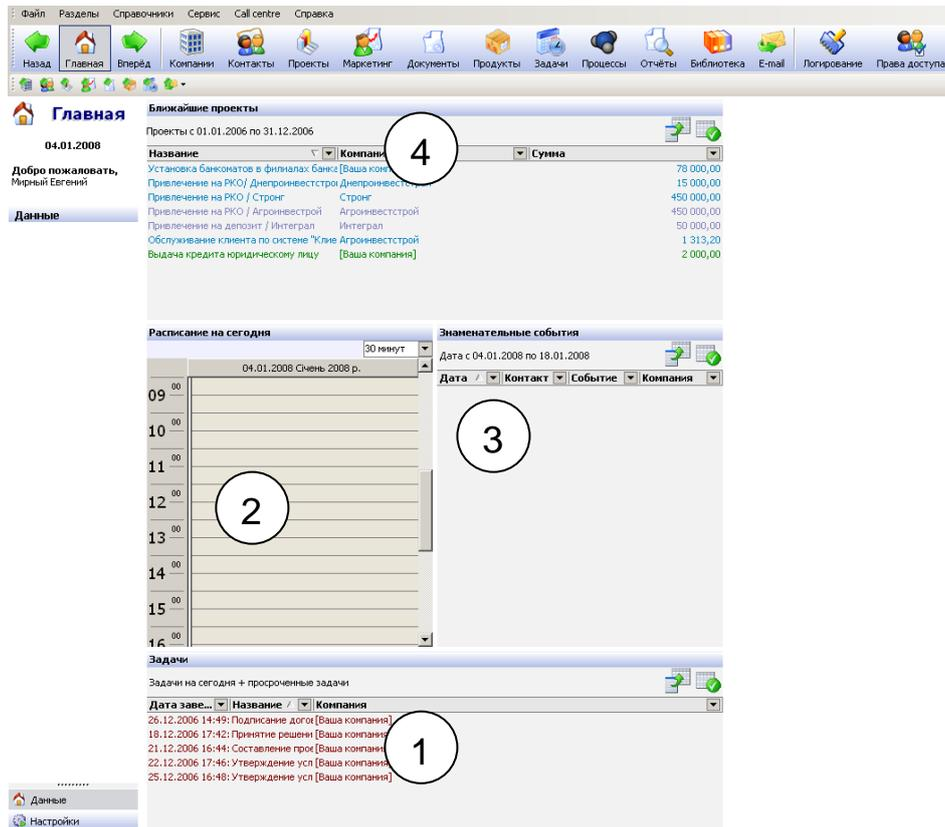 Файл Разделы Справочники Сервис Call centre Справка
Назад Главная Вперёд Компании Контакты Проекты Маркетинг Документы Продукты Задачи Процессы Отчёты Библиотека E-mail Логирование Права доступа
Главная
04.01.2008
Добро пожаловать,
Мирный Евгений
Данные
Ближайшие проекты
Проекты с 01.01.2006 по 31.12.2006
4
Название Компани Сумма
Установка банкоматов в филиалах банка [Ваша комп 78 000,00
Привлечение на РКО/ Днепроинвестстрой Днепроинвестстрой 15 000,00
Привлечение на РКО / Стронг Стронг 450 000,00
Привлечение на РКО / Агроинвестстрой Агроинвестстрой 450 000,00
Привлечение на депозит / Интеграл Интеграл 50 000,00
Обслуживание клиента по системе "Клие Агроинвестстрой 1 313,20
Выдача кредита юридическому лицу [Ваша компания] 2 000,00
Расписание на сегодня
30 минут
04.01.2008 Січень 2008 р.
09 00
10 00
11 00
12 00
13 00
14 00
15 00
16 00
2
Знаменательные события
Дата с 04.01.2008 по 18.01.2008
Дата Контакт Событие Компания
3
Задачи
Задачи на сегодня + просроченные задачи
Дата заве... Название Компания
26.12.2006 14:49: Подписание догов [Ваша компания]
18.12.2006 17:42: Принятие решени [Ваша компани
21.12.2006 16:44: Составление прое [Ваша компани
22.12.2006 17:46: Утверждение усл [Ваша компани
25.12.2006 16:48: Утверждение усл [Ваша компания]
1
Данные
Настройки